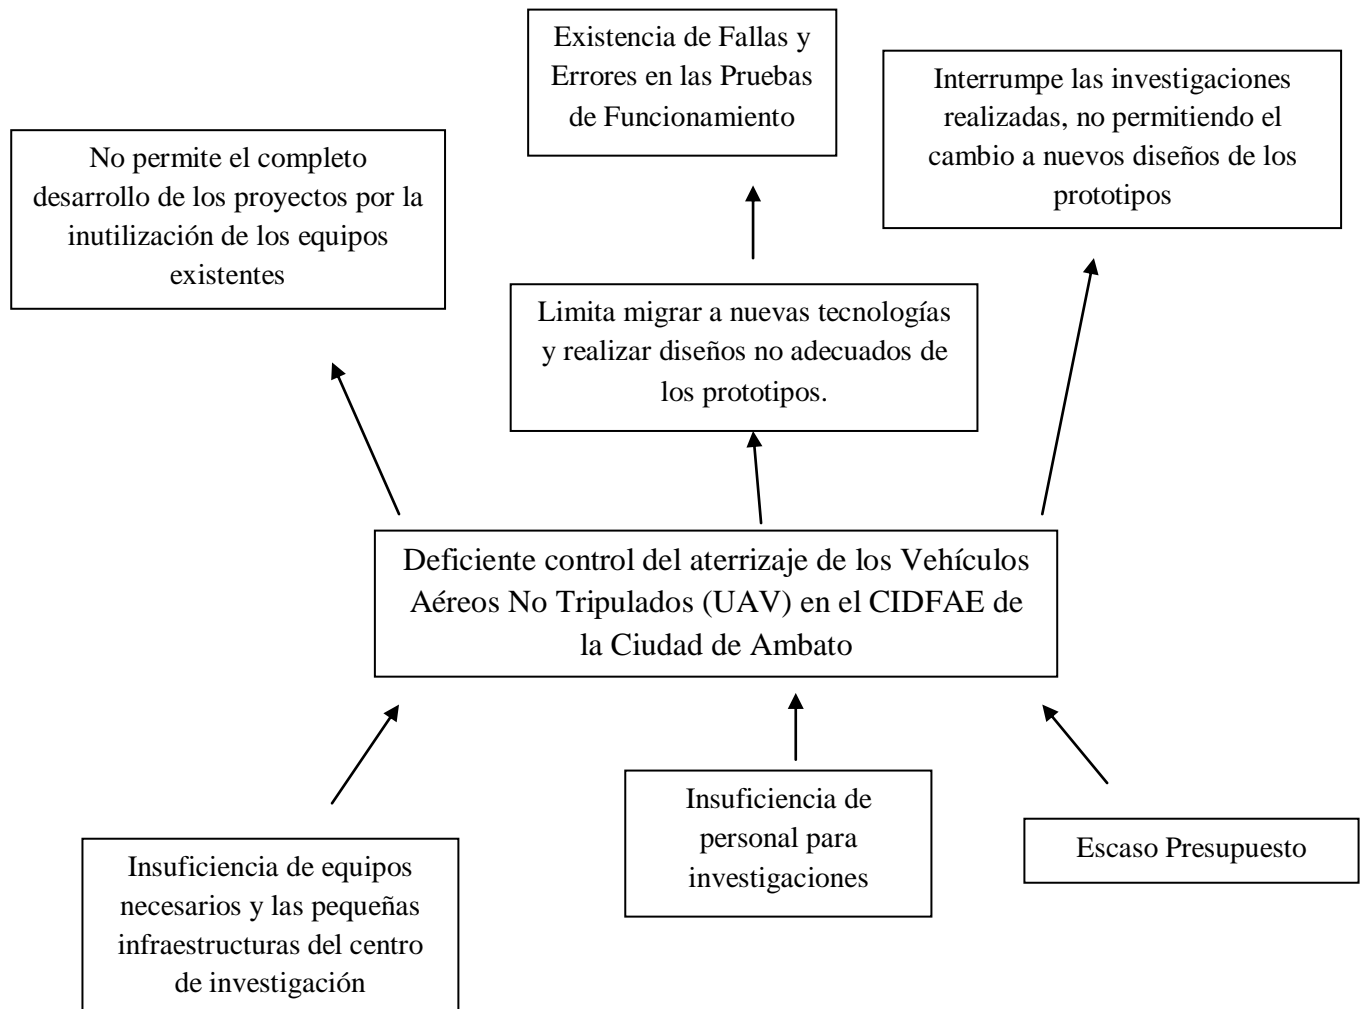 Existencia de Fallas y
Errores en las Pruebas
de Funcionamiento
Interrumpe las investigaciones
realizadas, no permitiendo el
cambio a nuevos diseños de los
prototipos
No permite el completo
desarrollo de los proyectos por la
inutilización de los equipos
existentes
Limita migrar a nuevas tecnologías
y realizar diseños no adecuados de
los prototipos.
Deficiente control del aterrizaje de los Vehículos
Aéreos No Tripulados (UAV) en el CIDFAE de
la Ciudad de Ambato
Insuficiencia de
personal para
investigaciones
Escaso Presupuesto
Insuficiencia de equipos
necesarios y las pequeñas
infraestructuras del centro
de investigación